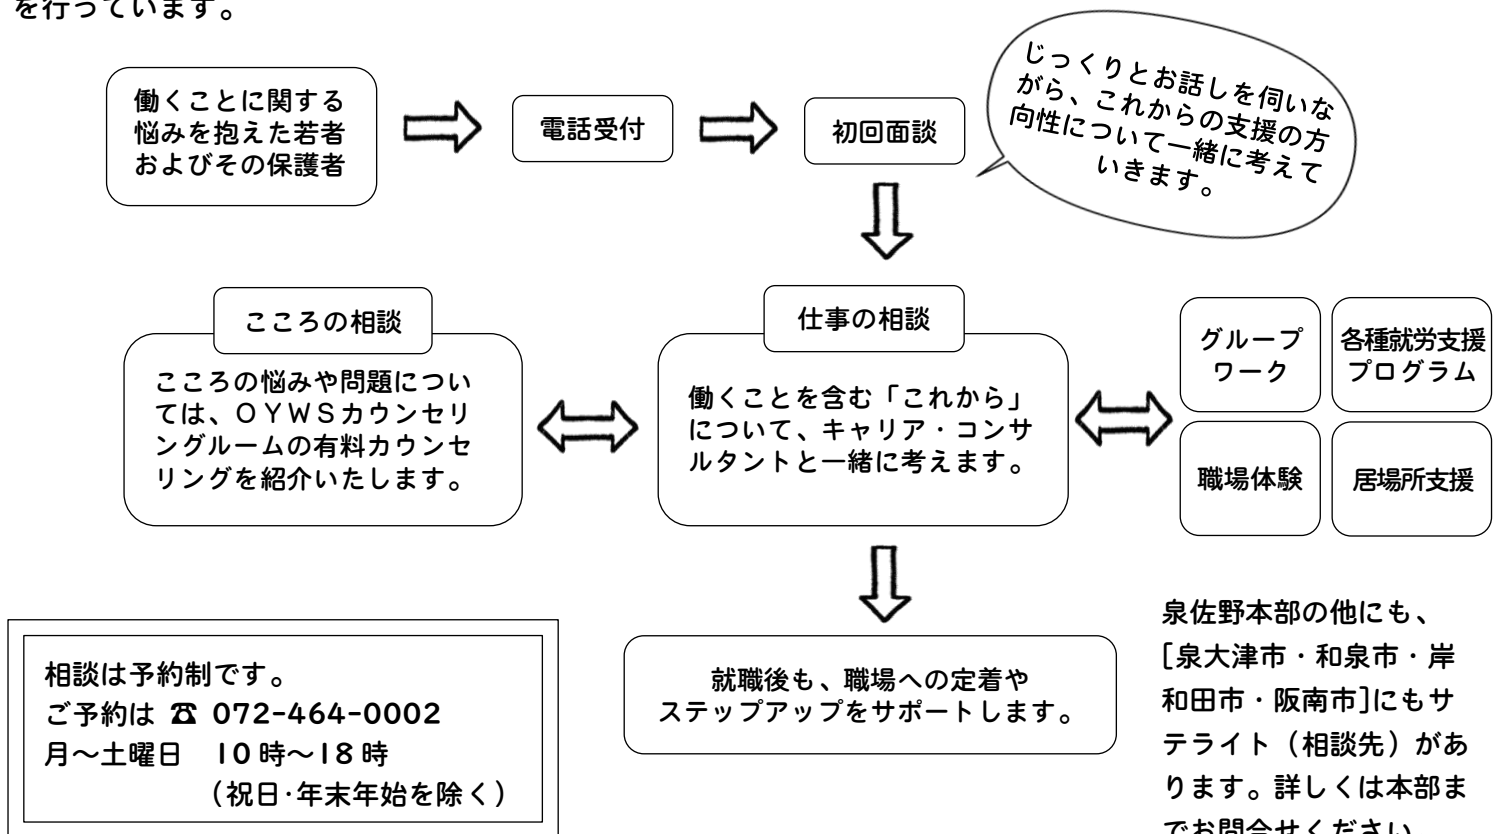 を行っています。
働くことに関する
悩みを抱えた若者
およびその保護者
電話受付
初回面談
じっくりとお話しを伺いな
がら、これからの支援の方
向性について一緒に考えて
いきます。
こころの相談
こころの悩みや問題につい
ては、ＯＹＷＳカウンセリ
ングルームの有料カウンセ
リングを紹介いたします。
仕事の相談
働くことを含む「これから」
について、キャリア・コンサ
ルタントと一緒に考えます。
グループ
ワーク
各種就労支援
プログラム
職場体験
居場所支援
就職後も、職場への定着や
ステップアップをサポートします。
相談は予約制です。
ご予約は ☎ 072-464-0002
月～土曜日　10時～18時
（祝日･年末年始を除く）
泉佐野本部の他にも、
[泉大津市・和泉市・岸
和田市・阪南市]にもサ
テライト（相談先）があ
ります。詳しくは本部ま
でお問合せください。